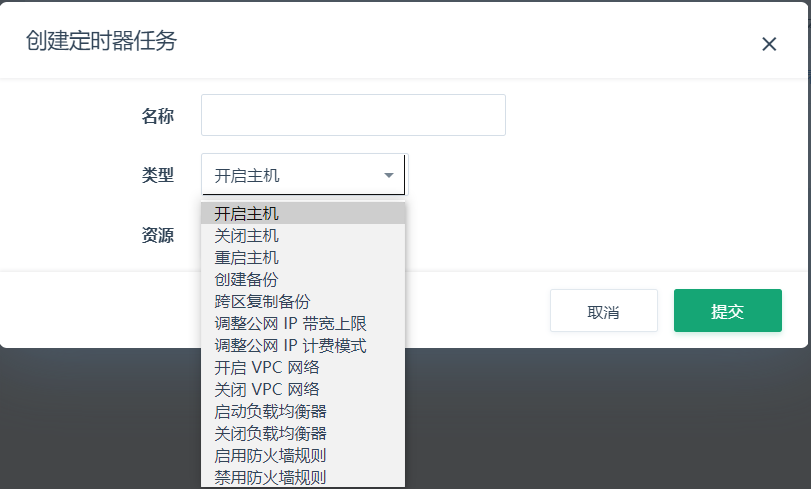 创建定时器任务
名称
类型
开启主机
开启主机
关闭主机
资源
重启主机
创建备份
跨区复制备份
调整公网 IP 带宽上限
调整公网 IP 计费模式
开启 VPC 网络
关闭 VPC 网络
启动负载均衡器
关闭负载均衡器
启用防火墙规则
禁用防火墙规则
取消
提交